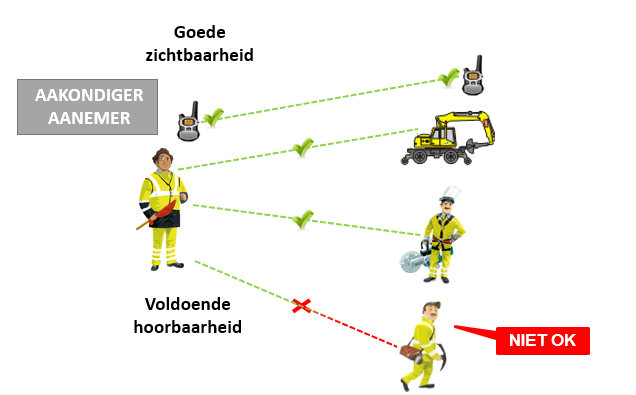 Goede
zichtbaarheid
AAKONDIGER
AANEMER
Voldoende
hoorbaarheid
NIET OK